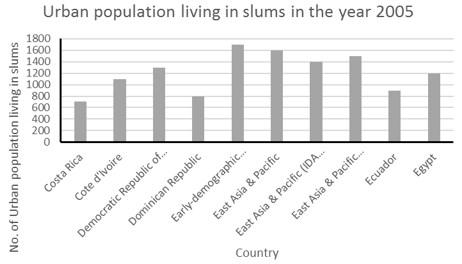 Urban population living in slums in the year 2005
No. of Urban population living in slums
1800
1600
1400
1200
1000
800
600
400
200
0
Costa Rica
Cote d'Ivoire
Democratic Republic of...
Dominican Republic
Early-demographic...
East Asia & Pacific
East Asia & Pacific (IDA...
East Asia & Pacific...
Ecuador
Egypt
Country